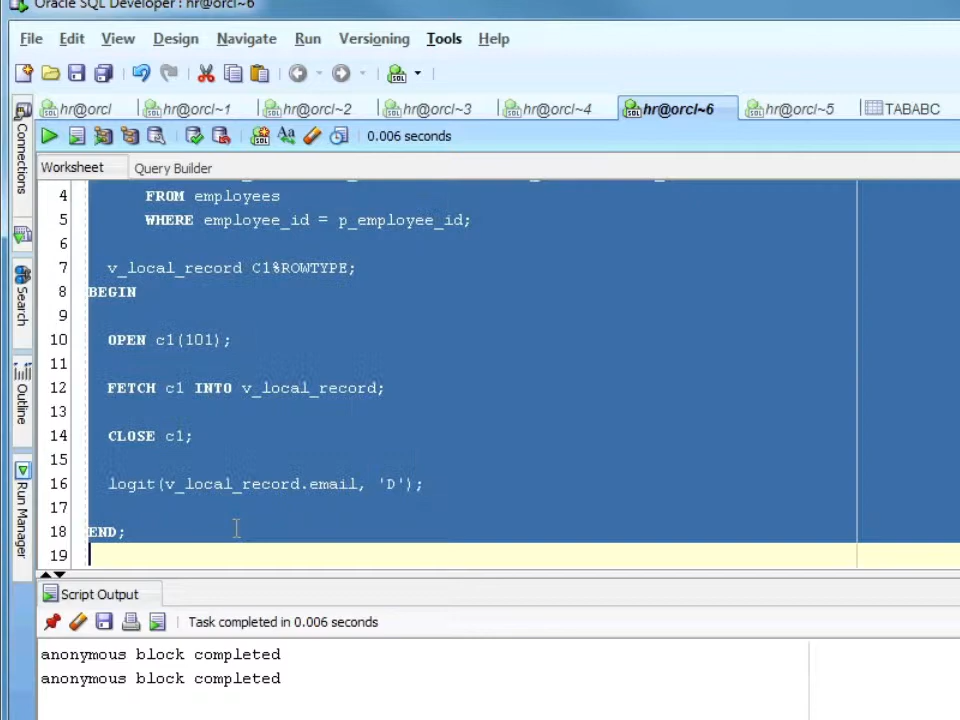 Oracle SQL Developer : hr@orcl~6
File Edit View Design Navigate Run Versioning Tools Help
hr@orcl hr@orcl~1 hr@orcl~2 hr@orcl~3 hr@orcl~4 hr@orcl~6 hr@orcl~5 TABABC
0.006 seconds
Worksheet Query Builder
Connections
Search
Outline
Run Manager
4 FROM employees
5 WHERE employee_id = p_employee_id;
6
7 v_local_record C1%ROWTYPE;
8 BEGIN
9
10 OPEN c1(101);
11
12 FETCH c1 INTO v_local_record;
13
14 CLOSE c1;
15
16 logit(v_local_record.email, 'D');
17
18 END;
19
Script Output
Task completed in 0.006 seconds
anonymous block completed
anonymous block completed